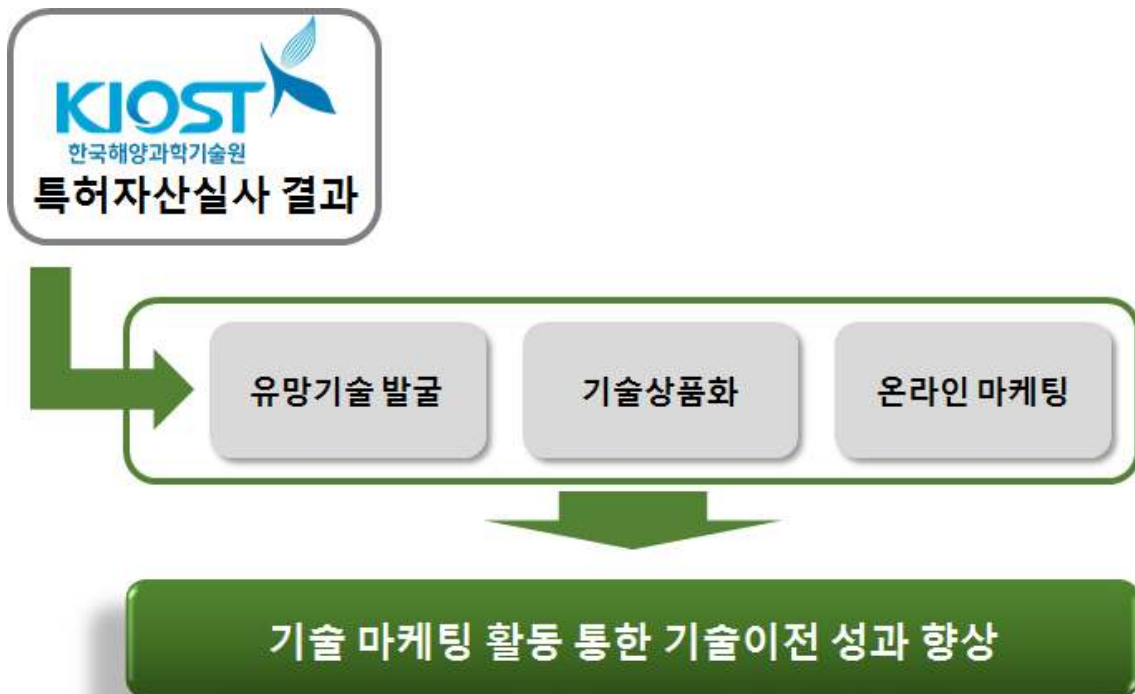 KIOST
한국해양과학기술원
특허자산실사 결과
유망기술 발굴
기술상품화
온라인 마케팅
기술 마케팅 활동 통한 기술이전 성과 향상